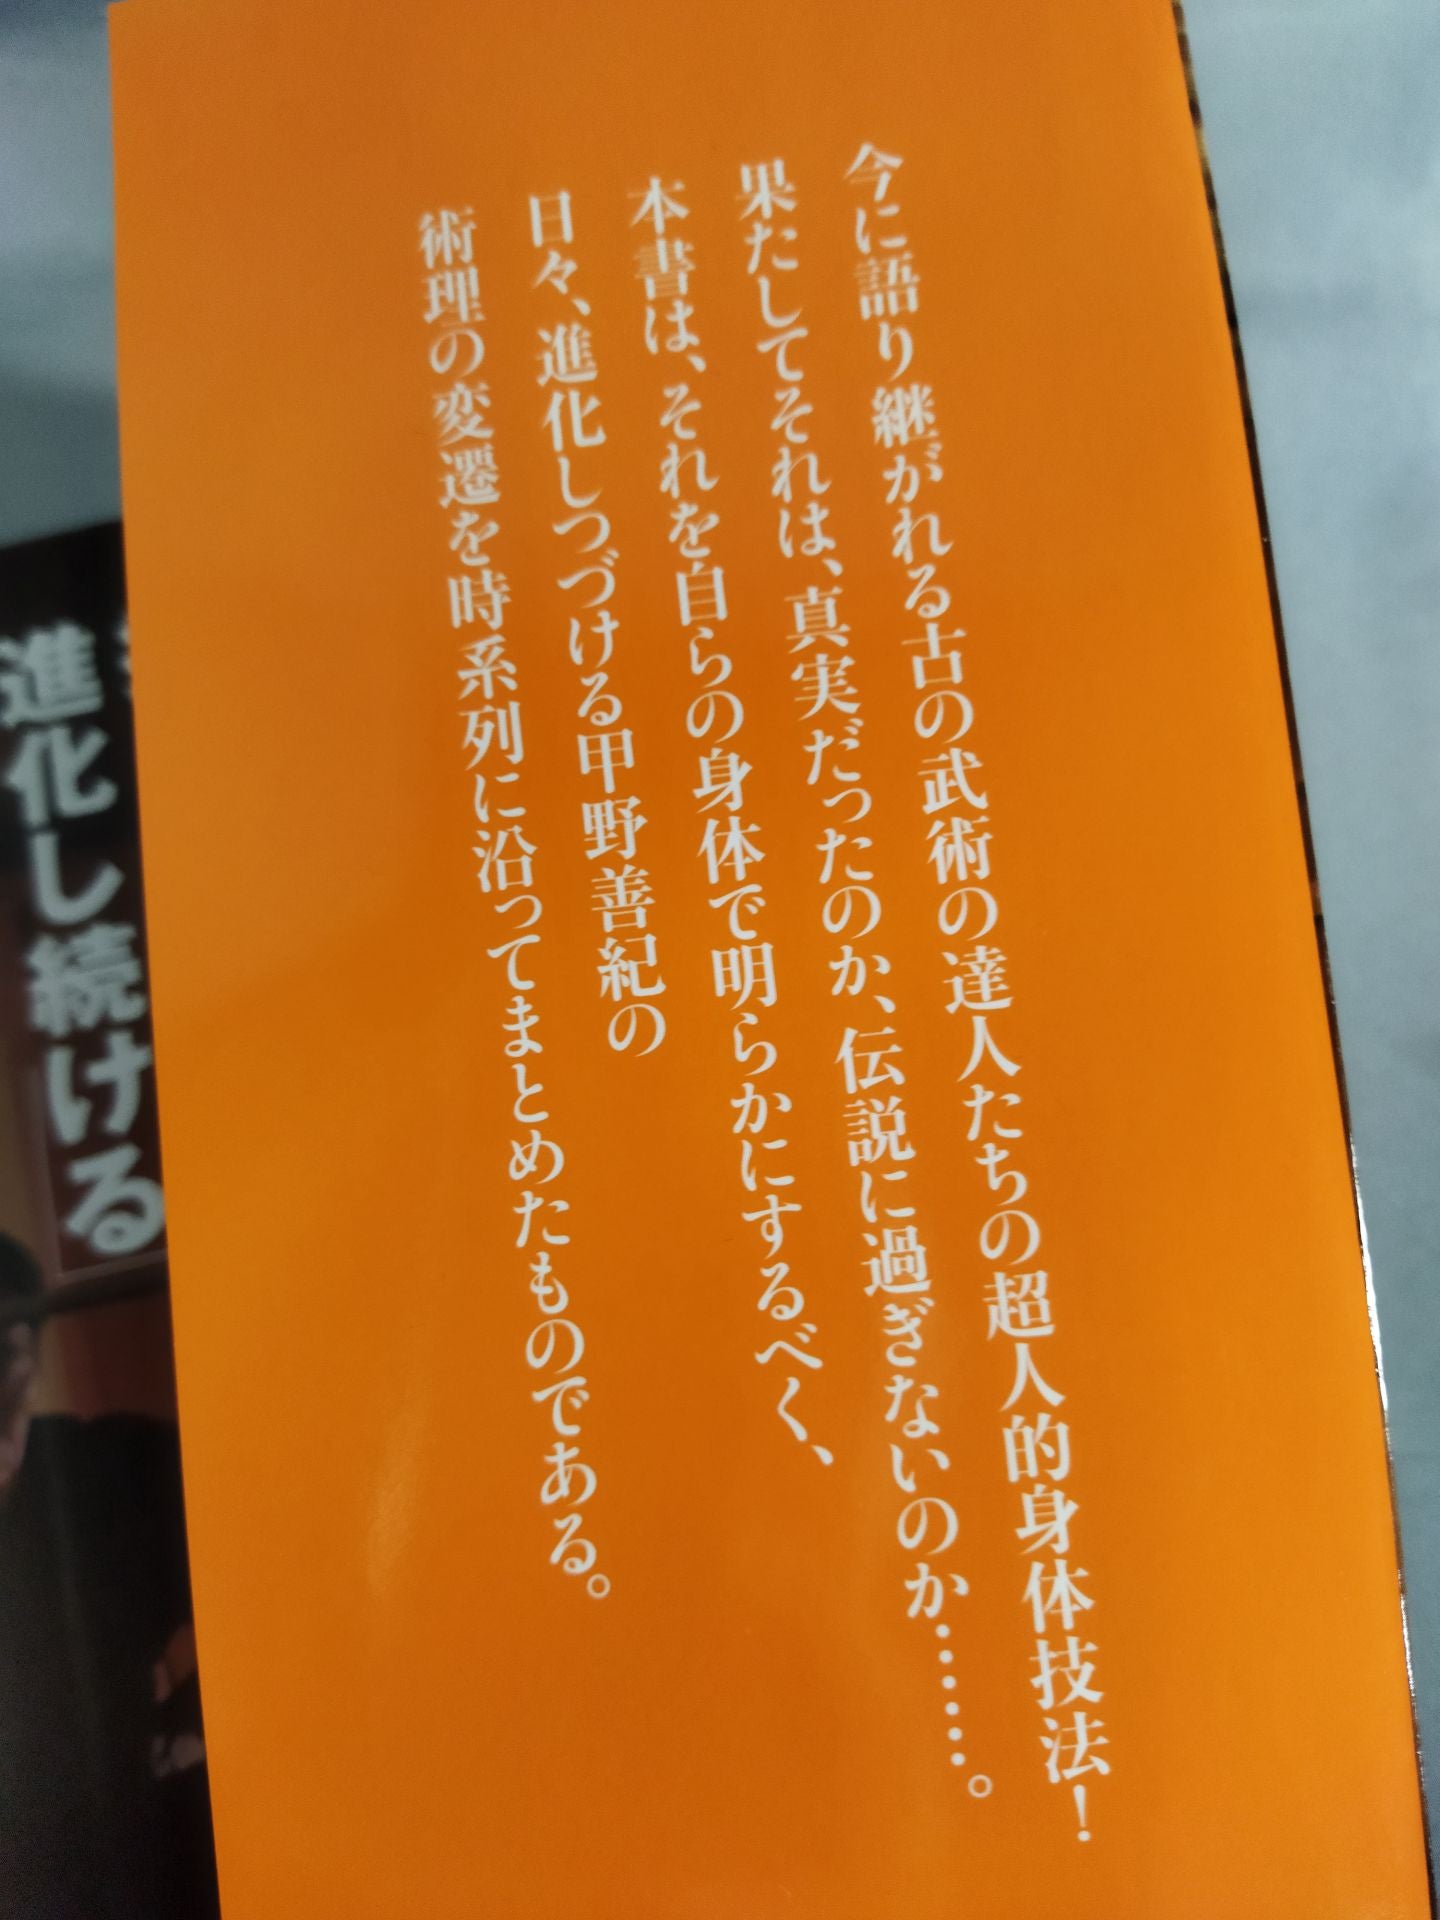 今に語り継がれる古の武術の達人たちの超人的身体技法!
果たしてそれは、真実だったのか、伝説に過ぎないのか……。
本書は、それを自らの身体で明らかにするべく、
日々、進化しつづける甲野善紀の
術理の変遷を時系列に沿ってまとめたものである。
進化し続ける